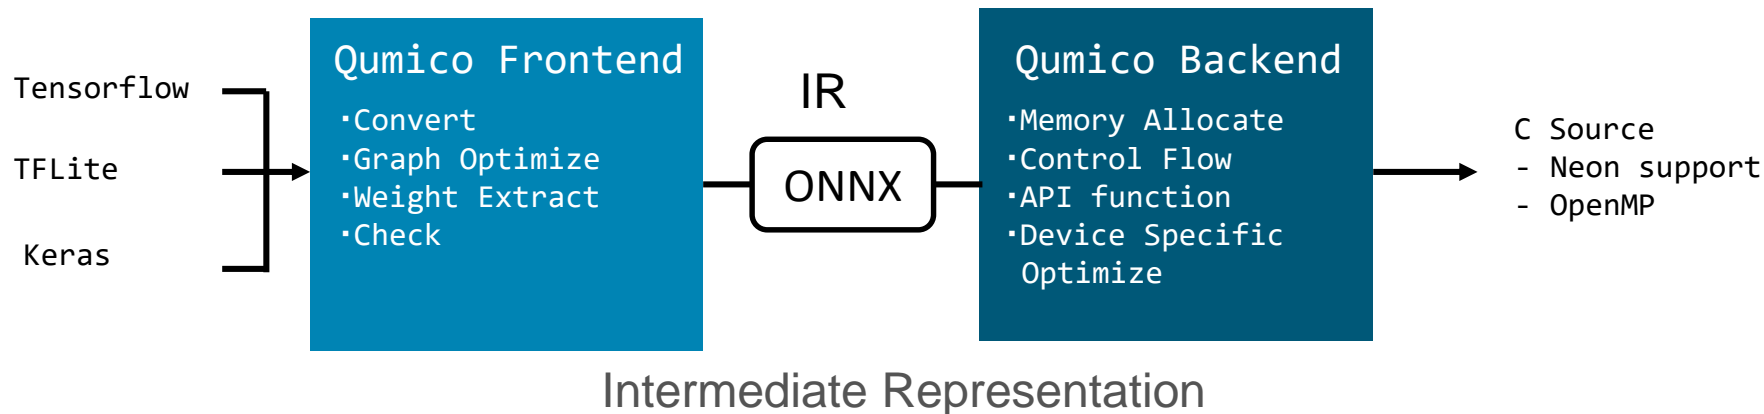 Tensorflow
TFLite
Keras
Qumico Frontend
・Convert
・Graph Optimize
・Weight Extract
・Check
IR
ONNX
Qumico Backend
・Memory Allocate
・Control Flow
・API function
・Device Specific
Optimize
C Source
- Neon support
- OpenMP
Intermediate Representation